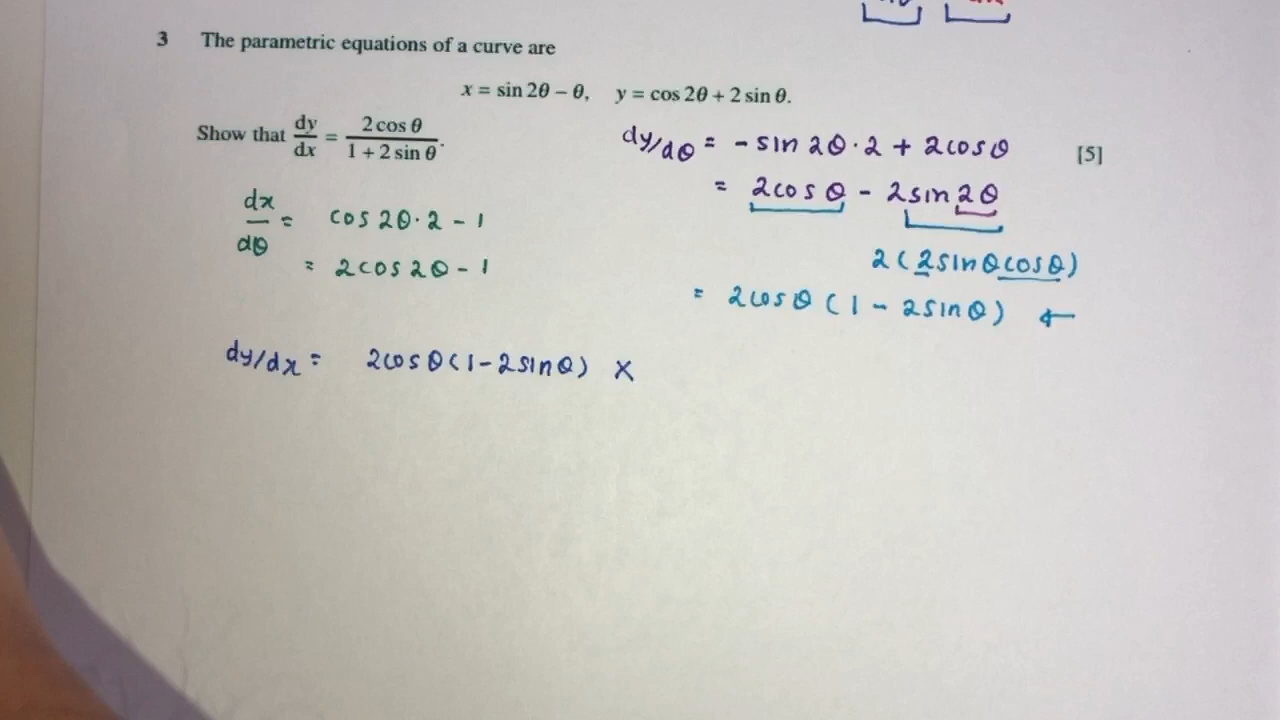 3 The parametric equations of a curve are
x = sin 2θ – θ, y = cos 2θ + 2 sin θ.
Show that dy/dx = 2 cos θ / 1 + 2 sin θ. [5]
dy/dθ = - sin 2θ · 2 + 2cosθ
= 2cos θ - 2sin 2θ
2(2sinθcosθ)
= 2cosθ (1 - 2sinθ) ←
dx/dθ = cos 2θ · 2 - 1
= 2cos2θ - 1
dy/dx = 2cosθ(1-2sinθ) ×